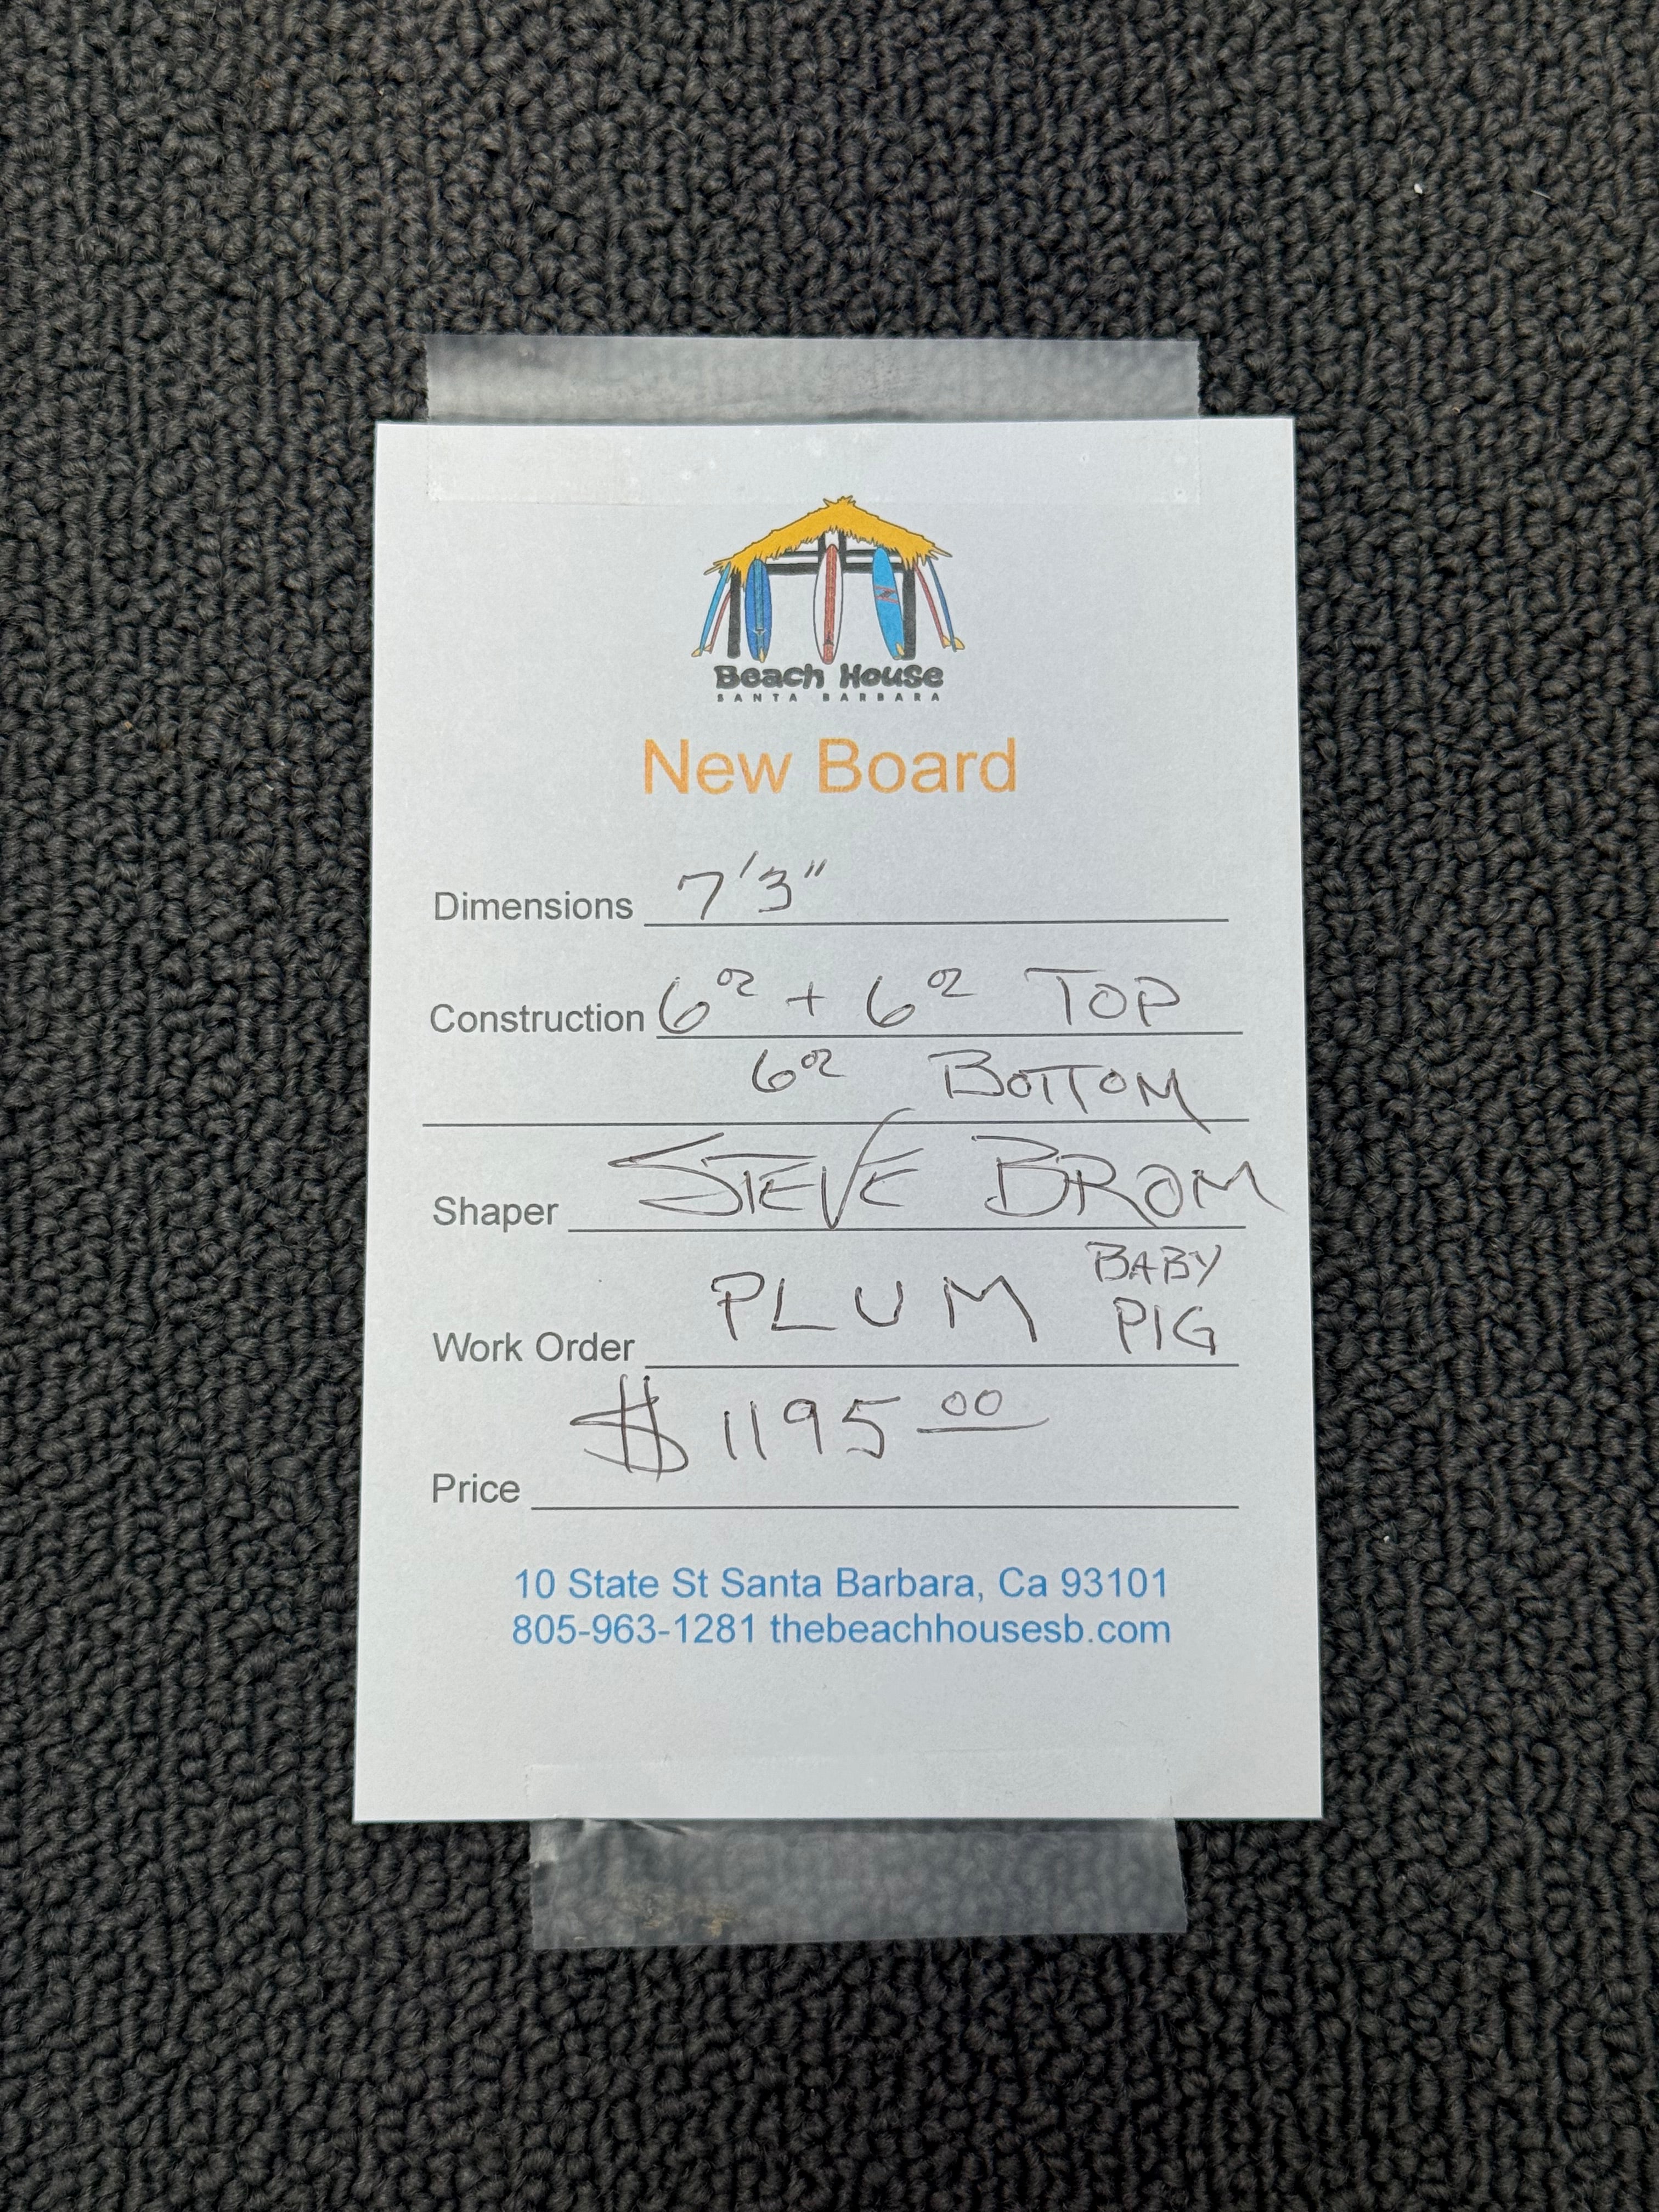 Beach House
SANTA BARBARA
New Board
Dimensions 7'3"
Construction 6oz + 6oz TOP
6oz BOTTOM
Shaper STEVE BROM
Work Order PLUM BABY PIG
Price $1195.00
10 State St Santa Barbara, Ca 93101
805-963-1281 thebeachhousesb.com